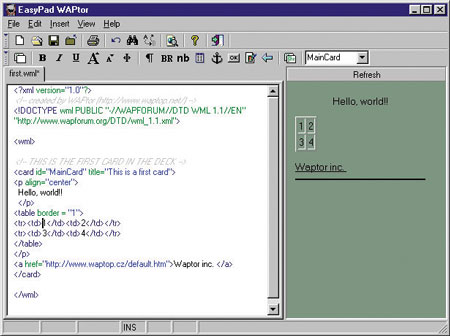 EasyPad WAPtor
File Edit Insert View Help
B I U ¶ BR nb OK MainCard
first.wml* Refresh
<?xml version="1.0"?>
<!-- created by WAPtor (http://www.waptop.net/) -->
<!DOCTYPE wml PUBLIC "-//WAPFORUM//DTD WML 1.1//EN"
"http://www.wapforum.org/DTD/wml_1.1.xml">
<wml>
<!-- THIS IS THE FIRST CARD IN THE DECK -->
<card id="MainCard" title="This is a first card">
<p align="center">
Hello, world!!
</p>
<table border = "1">
<tr><td>1</td><td>2</td></tr>
<tr><td>3</td><td>4</td></tr>
</table>
</p>
<a href="http://www.waptop.cz/default.htm">Waptor inc. </a>
</card>
</wml>
Hello, world!!
1 2
3 4
Waptor inc.
INS